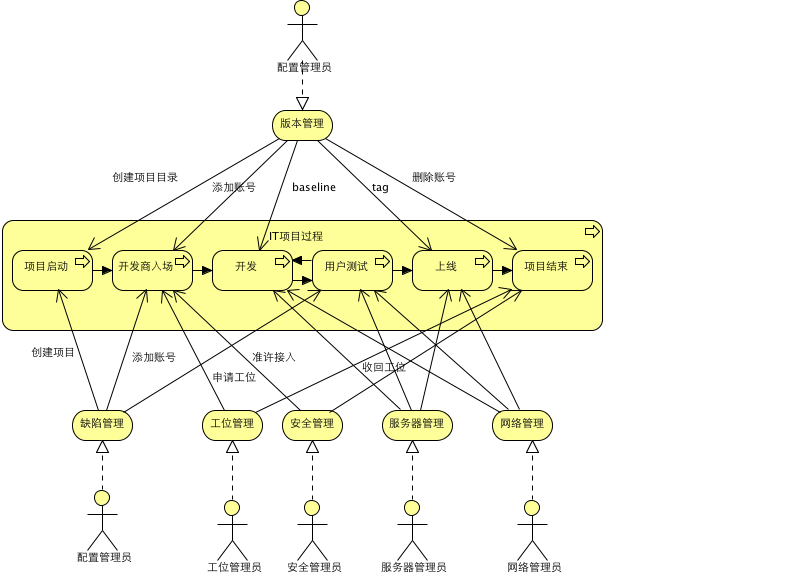 配置管理员
版本管理
创建项目目录
添加账号
baseline
tag
删除账号
IT项目过程
项目启动
开发商入场
开发
用户测试
上线
项目结束
创建项目
添加账号
申请工位
准许接入
收回工位
缺陷管理
工位管理
安全管理
服务器管理
网络管理
配置管理员
工位管理员
安全管理员
服务器管理员
网络管理员